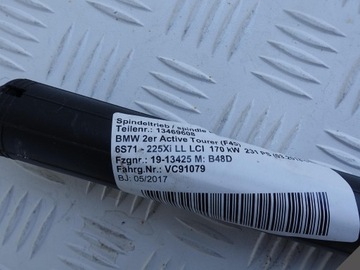 Spindeltrieb / spindle
Teilenr.: 13469608
BMW 2er Active Tourer (F45)
6S71 - 225Xi LL LCI 170 kW 231 PS
Fzgnr.: 19-13425 M: B48D
Fahrg.Nr.: VC91079
BJ: 05/2017